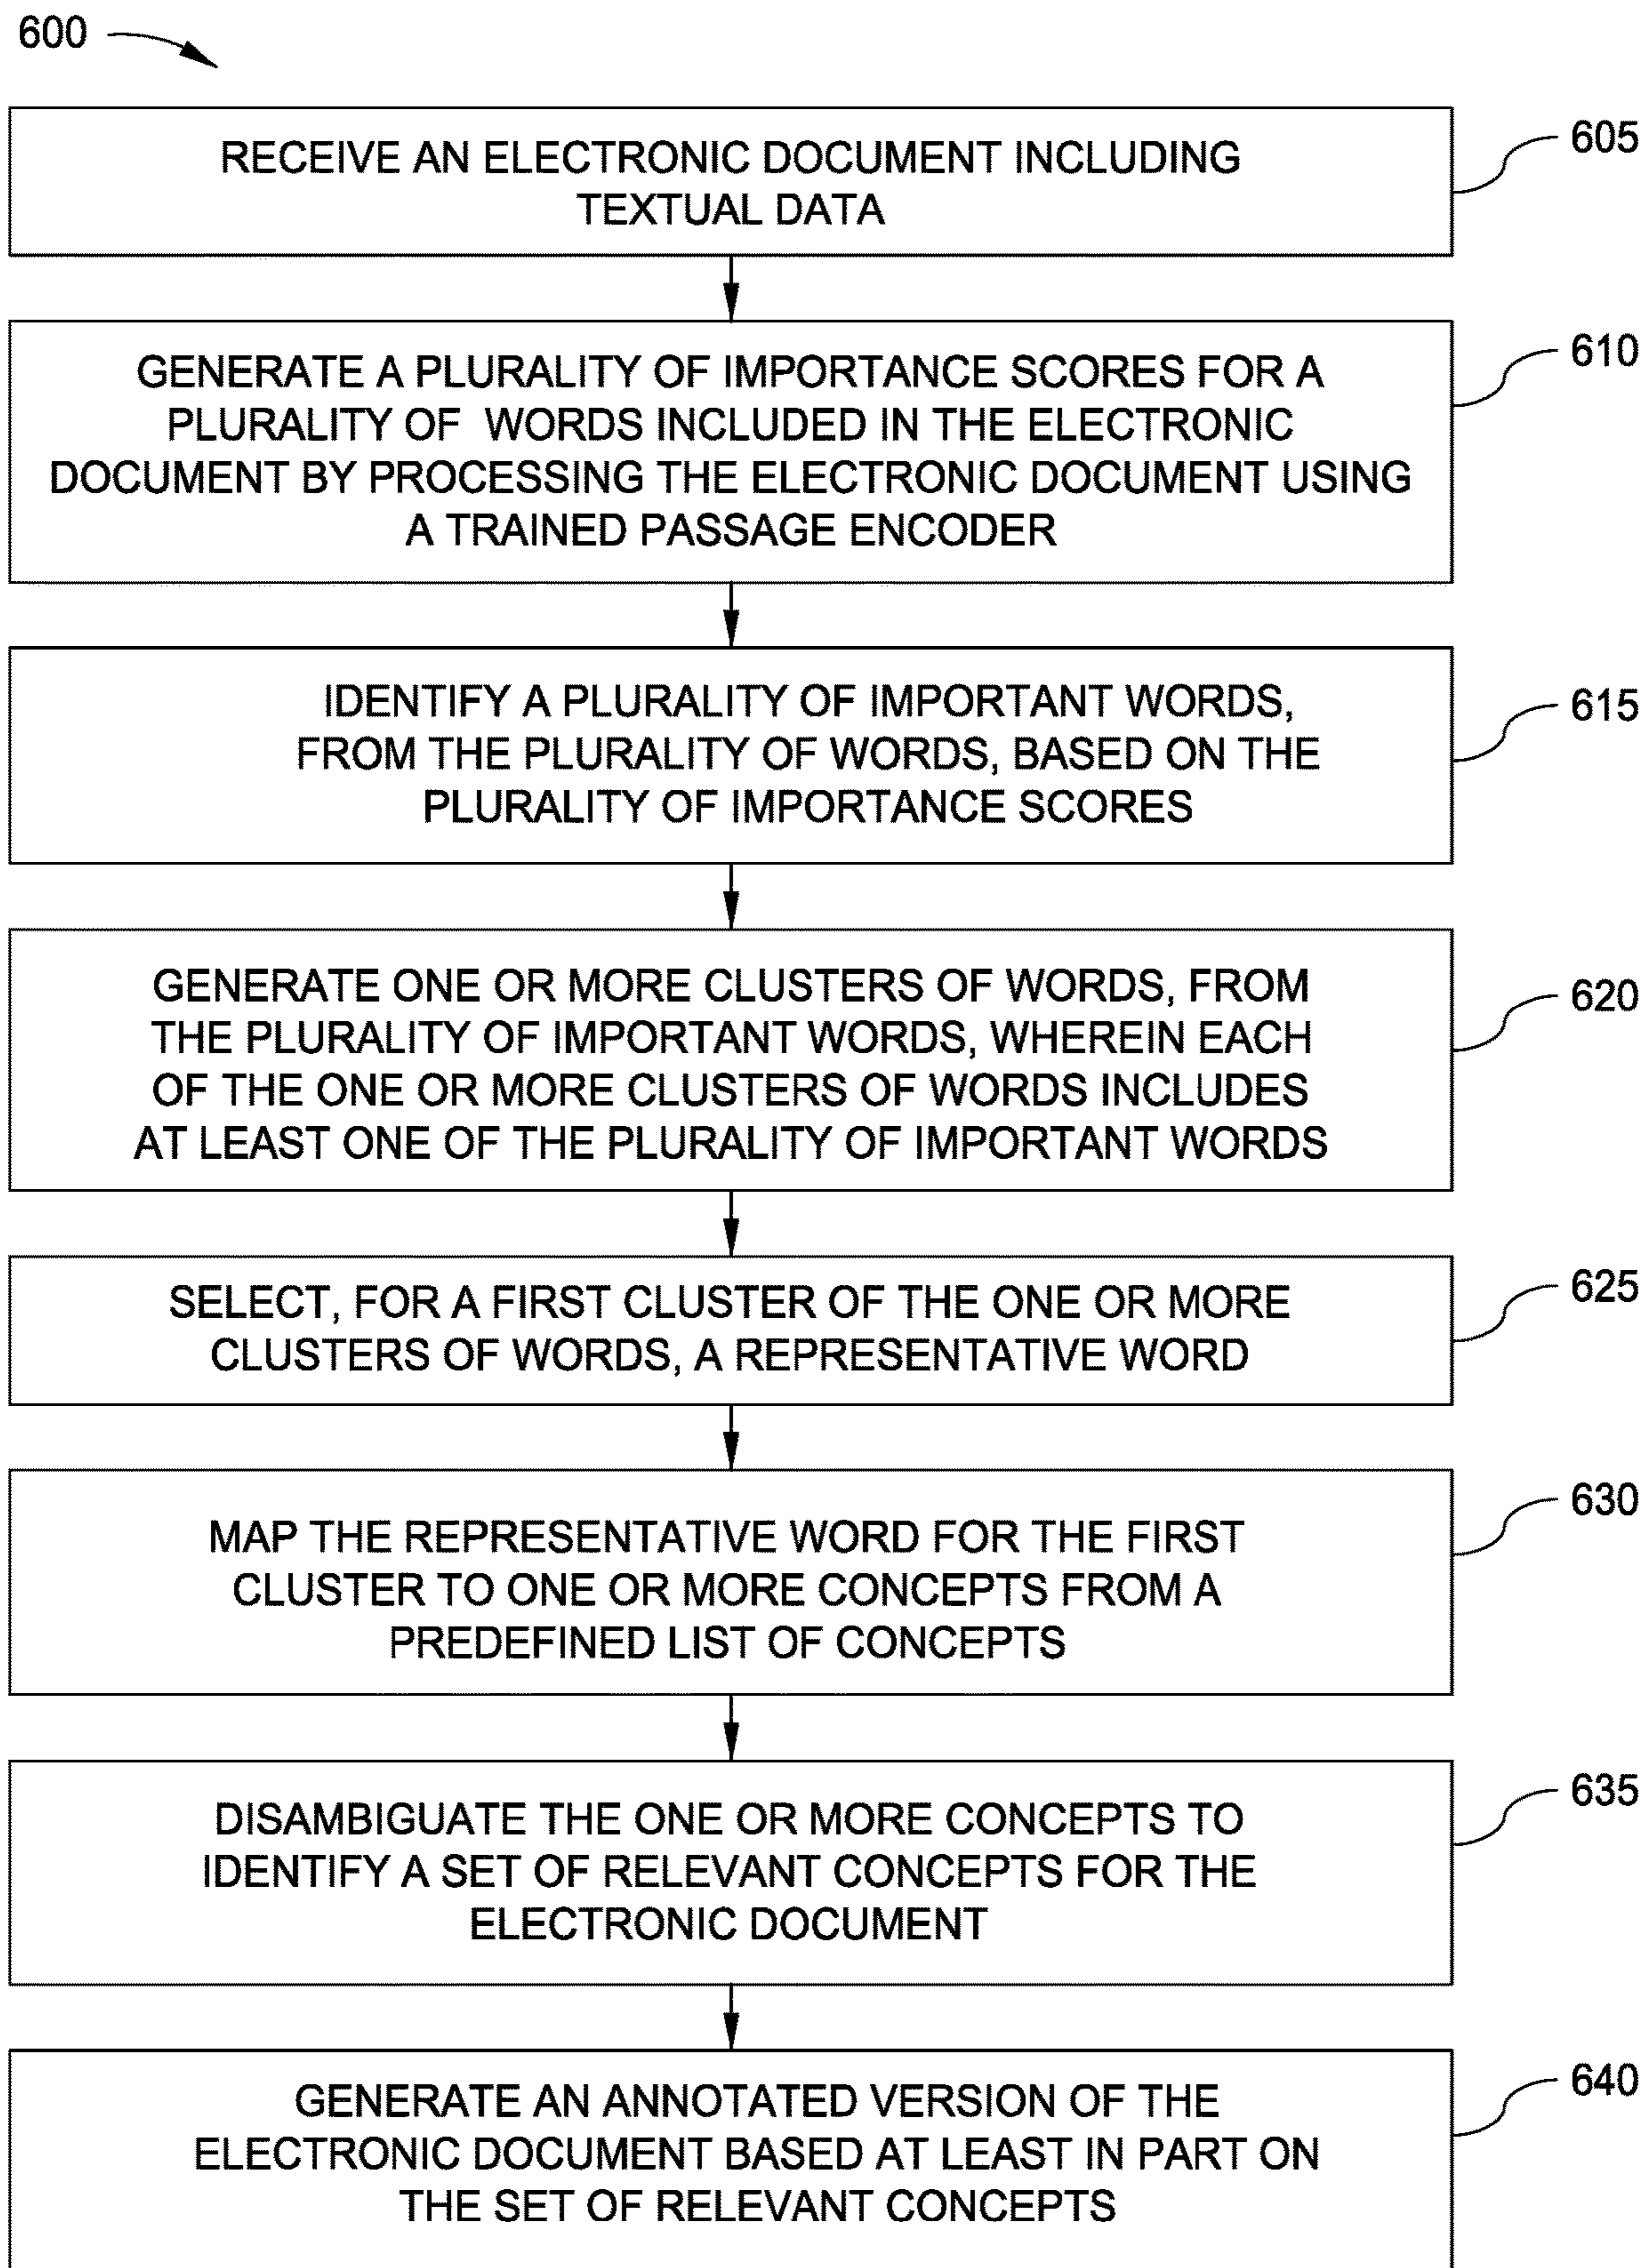 600
RECEIVE AN ELECTRONIC DOCUMENT INCLUDING
TEXTUAL DATA
605
GENERATE A PLURALITY OF IMPORTANCE SCORES FOR A
PLURALITY OF WORDS INCLUDED IN THE ELECTRONIC
DOCUMENT BY PROCESSING THE ELECTRONIC DOCUMENT USING
A TRAINED PASSAGE ENCODER
610
IDENTIFY A PLURALITY OF IMPORTANT WORDS,
FROM THE PLURALITY OF WORDS, BASED ON THE
PLURALITY OF IMPORTANCE SCORES
615
GENERATE ONE OR MORE CLUSTERS OF WORDS, FROM
THE PLURALITY OF IMPORTANT WORDS, WHEREIN EACH
OF THE ONE OR MORE CLUSTERS OF WORDS INCLUDES
AT LEAST ONE OF THE PLURALITY OF IMPORTANT WORDS
620
SELECT, FOR A FIRST CLUSTER OF THE ONE OR MORE
CLUSTERS OF WORDS, A REPRESENTATIVE WORD
625
MAP THE REPRESENTATIVE WORD FOR THE FIRST
CLUSTER TO ONE OR MORE CONCEPTS FROM A
PREDEFINED LIST OF CONCEPTS
630
DISAMBIGUATE THE ONE OR MORE CONCEPTS TO
IDENTIFY A SET OF RELEVANT CONCEPTS FOR THE
ELECTRONIC DOCUMENT
635
GENERATE AN ANNOTATED VERSION OF THE
ELECTRONIC DOCUMENT BASED AT LEAST IN PART ON
THE SET OF RELEVANT CONCEPTS
640